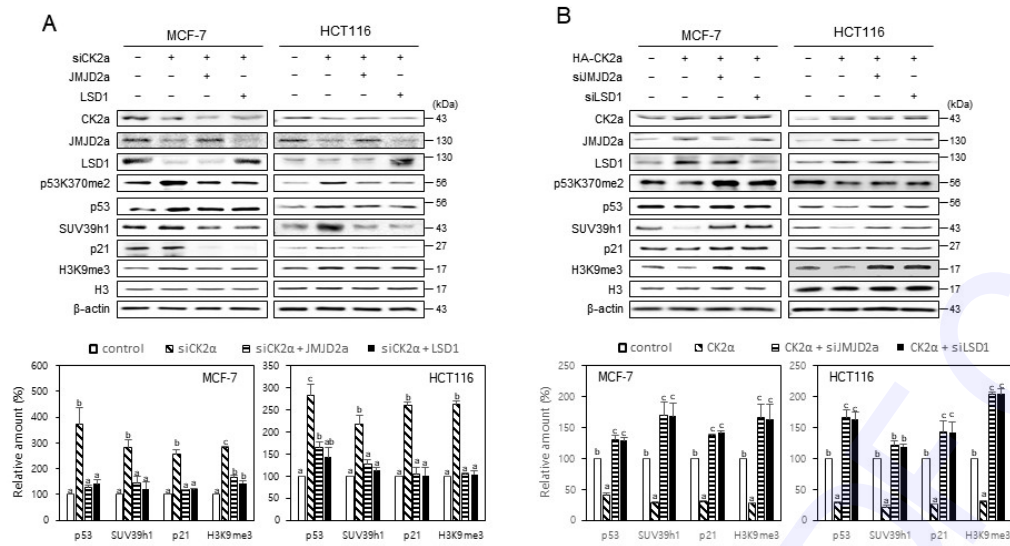 A
MCF-7 HCT116
siCK2a − + + + − + + +
JMJD2a − − + − − − + −
LSD1 − − − + − − − +
(kDa)
CK2a 43
JMJD2a 130
LSD1 130
p53K370me2 56
p53 56
SUV39h1 43
p21 27
H3K9me3 17
H3 17
β-actin 43
control siCK2α siCK2α+JMJD2a siCK2α+LSD1
MCF-7
Relative amount (%)
600
500
400
300
200
100
0
a b a a
a b a a
a b a a
a c b b
p53 SUV39h1 p21 H3K9me3
HCT116
350
300
250
200
150
100
50
0
a c b ab
a b a a
a b a a
a b a a
p53 SUV39h1 p21 H3K9me3
B
MCF-7 HCT116
HA-CK2a − + + + − + + +
siJMJD2a − − + − − − + −
siLSD1 − − − + − − − +
(kDa)
CK2a 43
JMJD2a 130
LSD1 130
p53K370me2 56
p53 56
SUV39h1 43
p21 27
H3K9me3 17
H3 17
β-actin 43
control CK2α CK2α + siJMJD2a CK2α + siLSD1
MCF-7
Relative amount (%)
250
200
150
100
50
0
b a c c
b a c c
b a c c
b a c c
p53 SUV39h1 p21 H3K9me3
HCT116
250
200
150
100
50
0
b a c c
b a b b
b a c c
b a c c
p53 SUV39h1 p21 H3K9me3